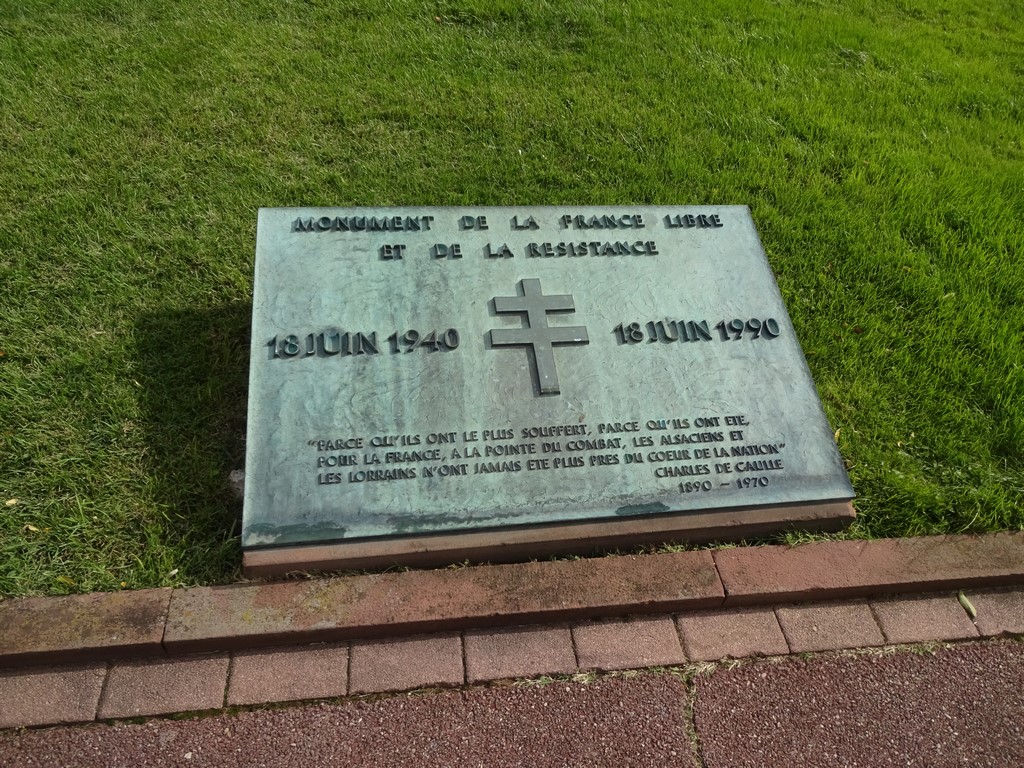 MONUMENT DE LA FRANCE LIBRE
ET DE LA RESISTANCE
18 JUIN 1940
18 JUIN 1990
"PARCE QU'ILS ONT LE PLUS SOUFFERT, PARCE QU'ILS ONT ETE,
POUR LA FRANCE, A LA POINTE DU COMBAT, LES ALSACIENS ET
LES LORRAINS N'ONT JAMAIS ETE PLUS PRES DU COEUR DE LA NATION"
CHARLES DE GAULLE
1890 - 1970